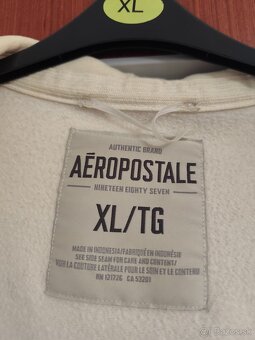 XL
AUTHENTIC BRAND
AÉROPOSTALE
NINETEEN EIGHTY SEVEN
XL/TG
MADE IN INDONESIA/FABRIQUÉ EN INDONÉSIE
SEE SIDE SEAM FOR CARE AND CONTENT/
VOIR LA COUTURE LATÉRALE POUR LE SOIN ET LE CONTENU
RN 121726 CA 53201